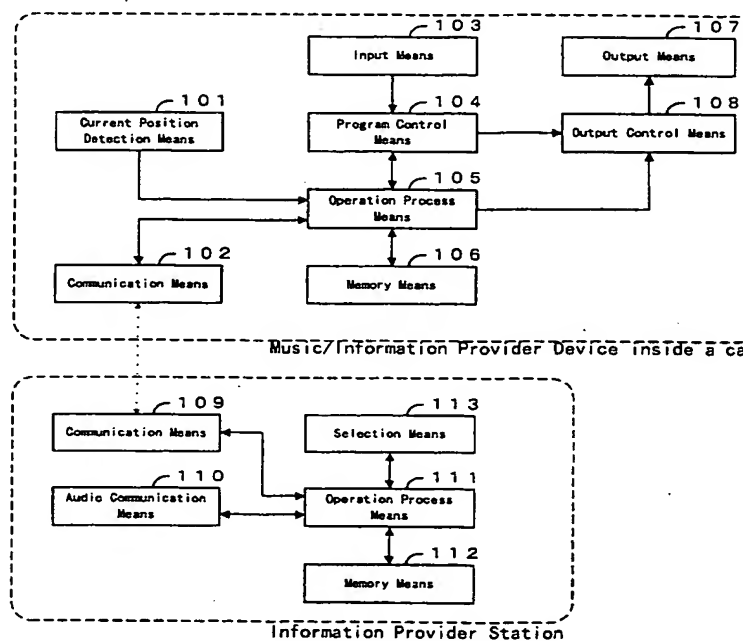 103
Input Means
107
Output Means
101
Current Position
Detection Means
104
Program Control
Means
108
Output Control Means
105
Operation Process
Means
102
Communication Means
106
Memory Means
Music/Information Provider Device inside a ca
109
Communication Means
113
Selection Means
110
Audio Communication
Means
111
Operation Process
Means
112
Memory Means
Information Provider Station